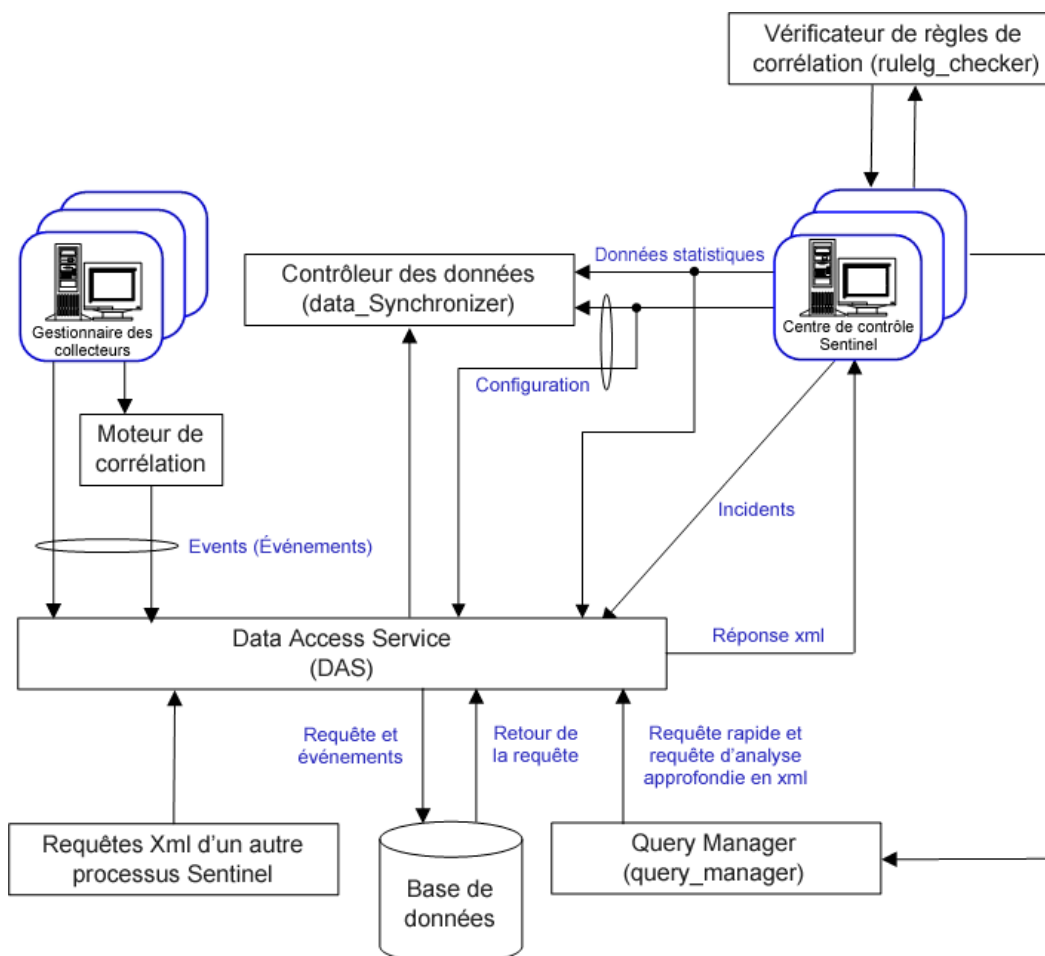 Vérificateur de règles de
corrélation (rulelg_checker)
Données statistiques
Contrôleur des données
(data_Synchronizer)
Gestionnaire des
collecteurs
Centre de contrôle
Sentinel
Configuration
Moteur de
corrélation
Incidents
Events (Événements)
Data Access Service
(DAS)
Réponse xml
Requête et
événements
Retour de
la requête
Requête rapide et
requête d'analyse
approfondie en xml
Requêtes Xml d'un autre
processus Sentinel
Base de
données
Query Manager
(query_manager)